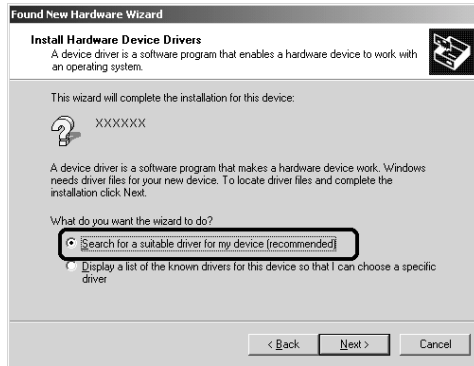 Found New Hardware Wizard
Install Hardware Device Drivers
A device driver is a software program that enables a hardware device to work with
an operating system.
This wizard will complete the installation for this device:
XXXXXX
A device driver is a software program that makes a hardware device work. Windows
needs driver files for your new device. To locate driver files and complete the
installation click Next.
What do you want the wizard to do?
Search for a suitable driver for my device (recommended)
Display a list of the known drivers for this device so that I can choose a specific
driver
< Back Next > Cancel